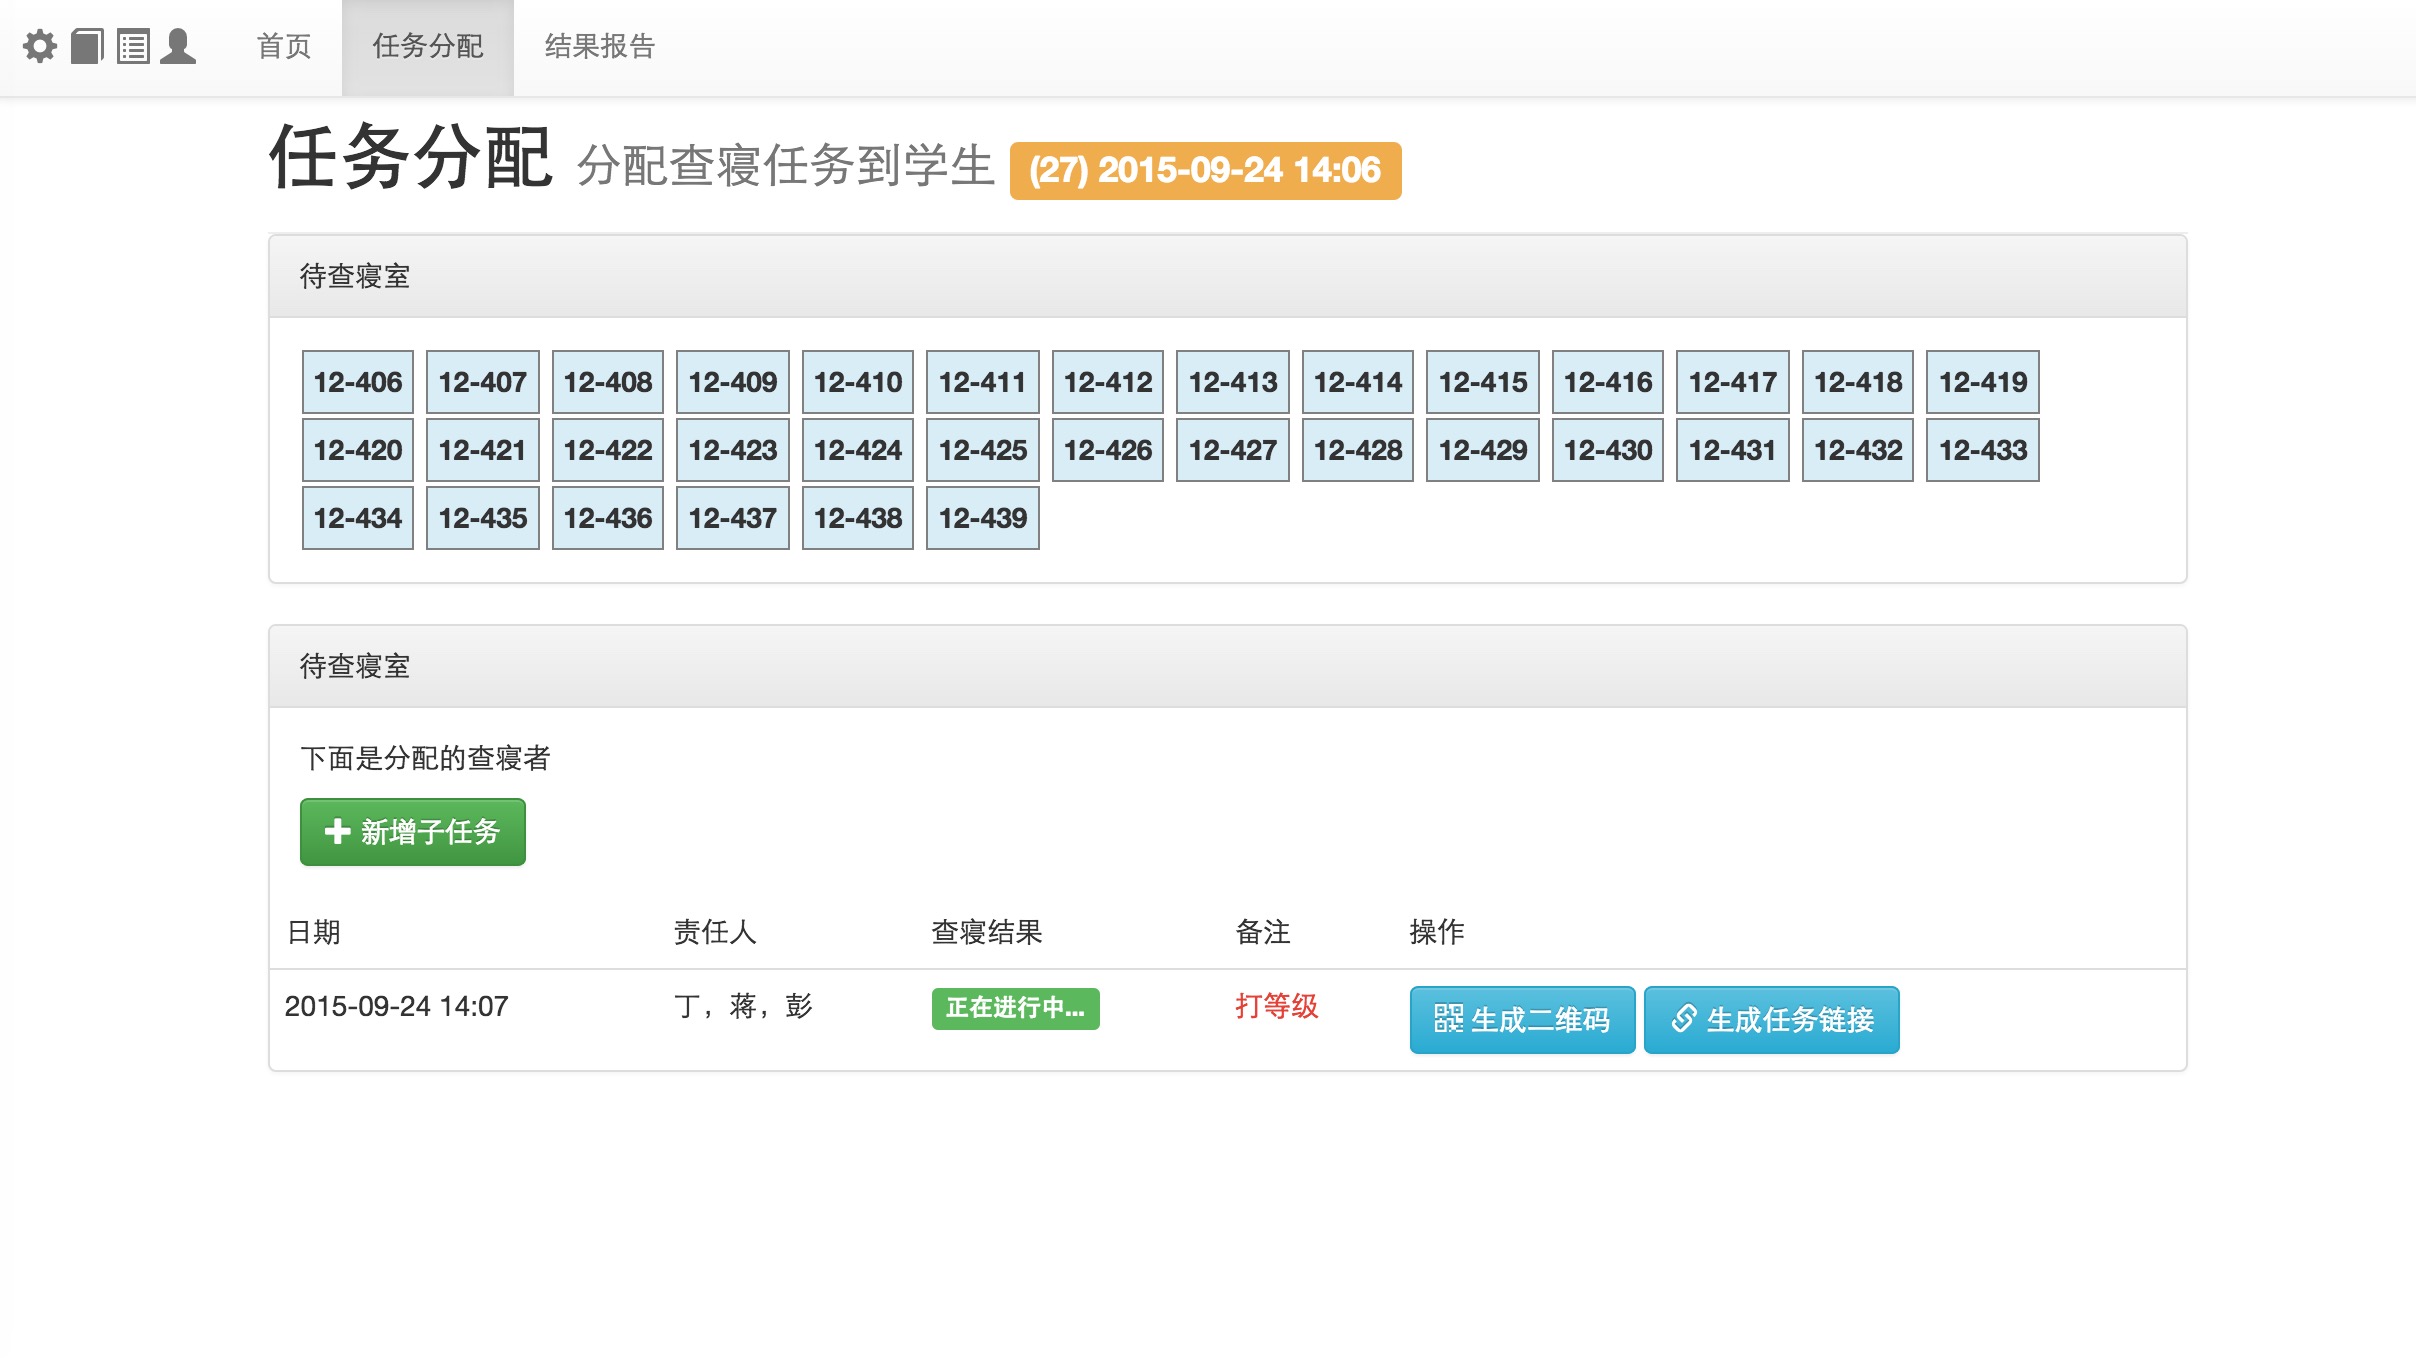 首页 任务分配 结果报告
任务分配 分配查寝任务到学生 (27) 2015-09-24 14:06
待查寝室
12-406 12-407 12-408 12-409 12-410 12-411 12-412 12-413 12-414 12-415 12-416 12-417 12-418 12-419
12-420 12-421 12-422 12-423 12-424 12-425 12-426 12-427 12-428 12-429 12-430 12-431 12-432 12-433
12-434 12-435 12-436 12-437 12-438 12-439
待查寝室
下面是分配的查寝者
新增子任务
日期 责任人 查寝结果 备注 操作
2015-09-24 14:07 丁，蒋，彭 正在进行中... 打等级 生成二维码 生成任务链接